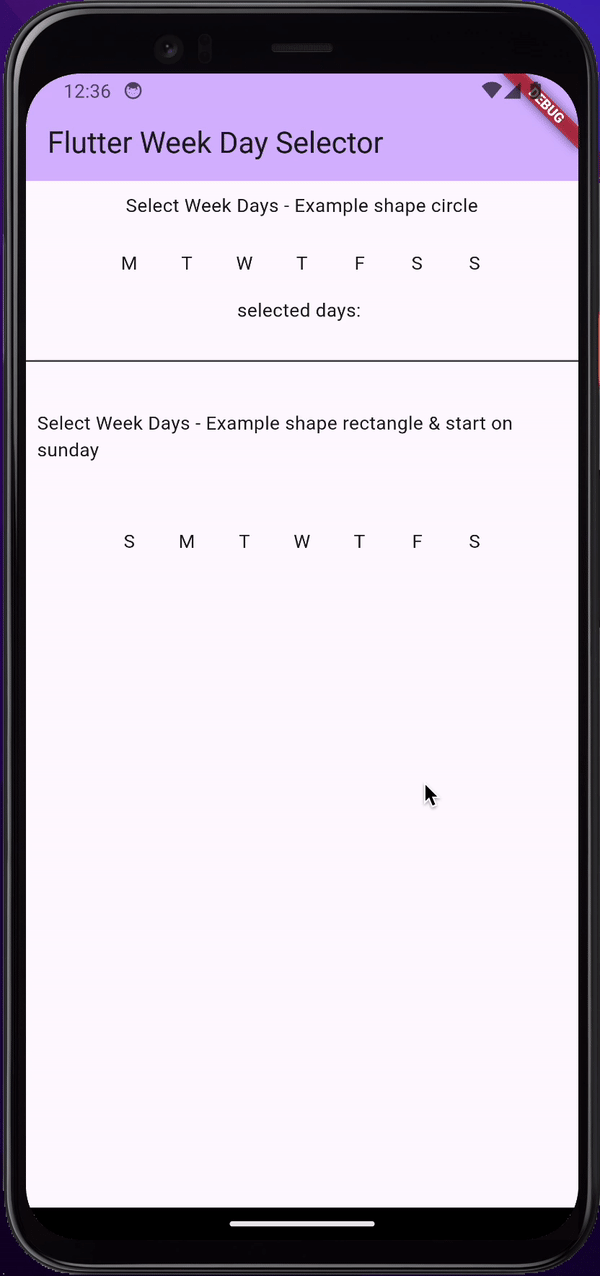 12:36
DEBUG
Flutter Week Day Selector
Select Week Days - Example shape circle
M T W T F S S
selected days:
Select Week Days - Example shape rectangle & start on
sunday
S M T W T F S